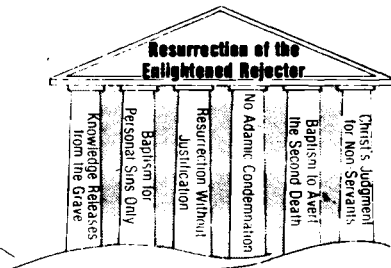 Resurrection of the
Enlightened Rejector
Knowledge Releases
from the Grave
Baptism for
Personal Sins Only
Resurrection Without
Justification
No Adamic Condemnation
Baptism to Avert
the Second Death
Christ's Judgment
for Non Servants